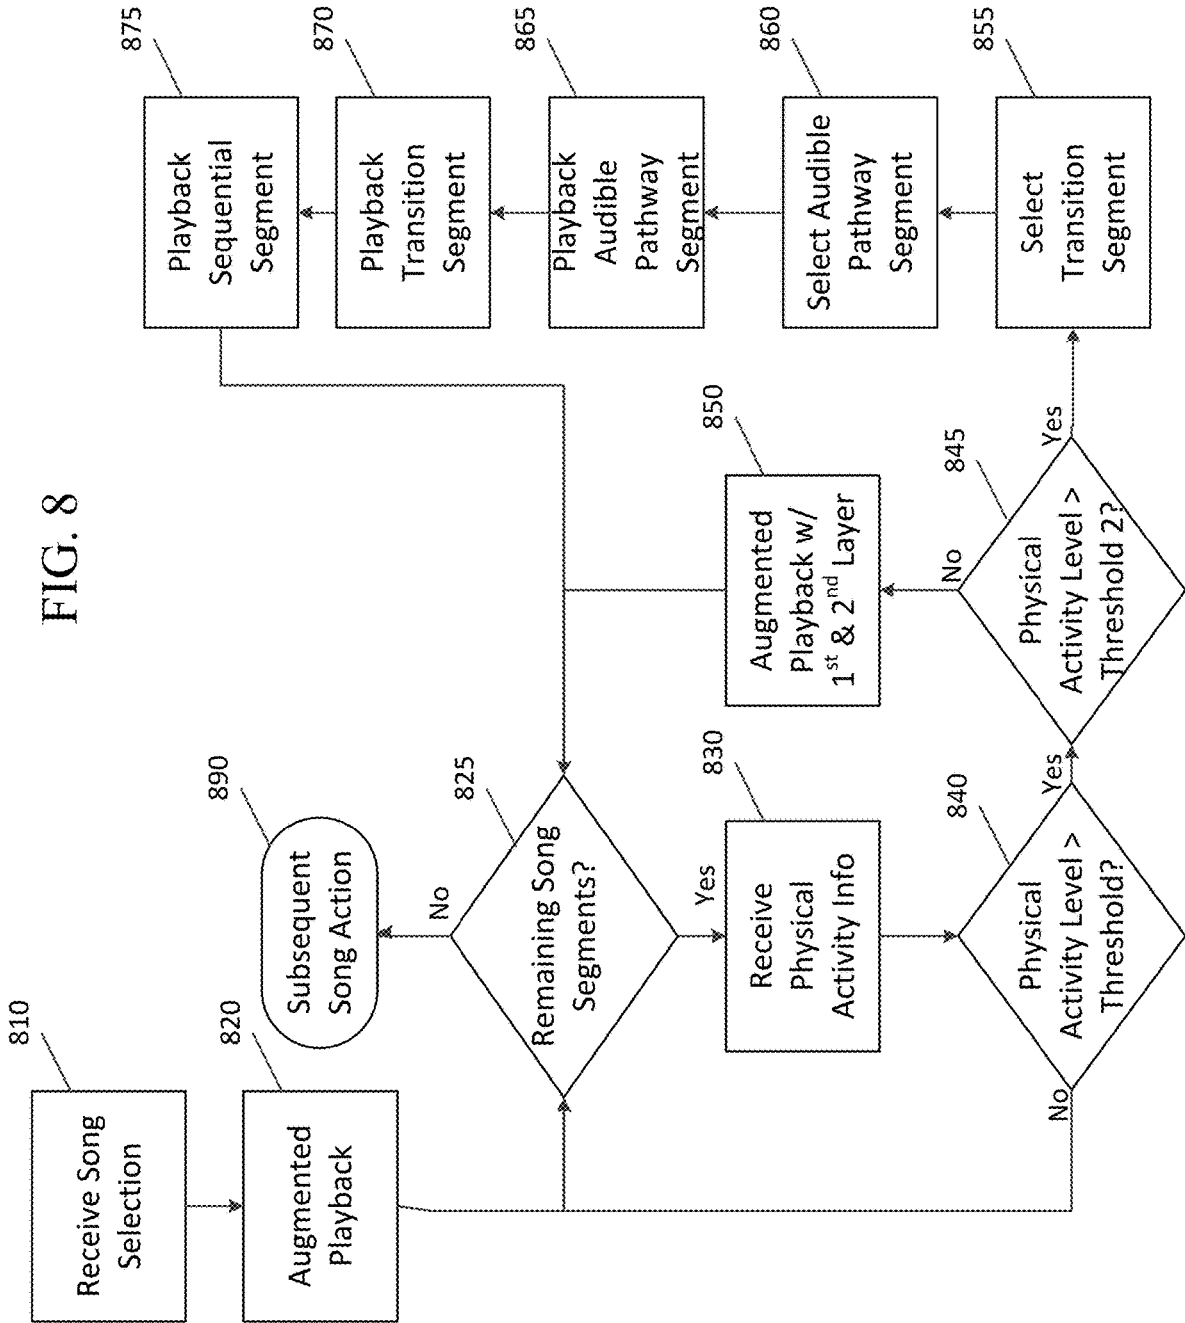 FIG. 8
810
Receive Song
Selection
820
Augmented
Playback
890
Subsequent
Song Action
No
825
Remaining Song
Segments?
Yes
830
Receive
Physical
Activity Info
840
Physical
Activity Level >
Threshold?
No
Yes
845
Physical
Activity Level >
Threshold 2?
No
Yes
850
Augmented
Playback w/
1st & 2nd Layer
855
Select
Transition
Segment
860
Select Audible
Pathway
Segment
865
Playback
Audible
Pathway
Segment
870
Playback
Transition
Segment
875
Playback
Sequential
Segment